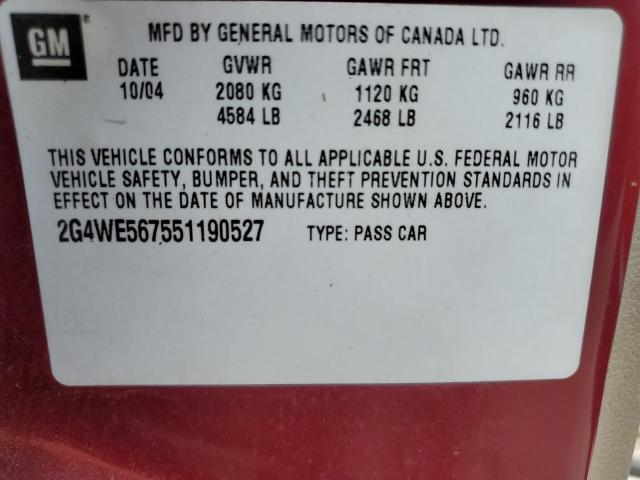 GM
MFD BY GENERAL MOTORS OF CANADA LTD.
DATE GVWR GAWR FRT GAWR RR
10/04 2080 KG 1120 KG 960 KG
4584 LB 2468 LB 2116 LB
THIS VEHICLE CONFORMS TO ALL APPLICABLE U.S. FEDERAL MOTOR
VEHICLE SAFETY, BUMPER, AND THEFT PREVENTION STANDARDS IN
EFFECT ON THE DATE OF MANUFACTURE SHOWN ABOVE.
2G4WE567551190527 TYPE: PASS CAR